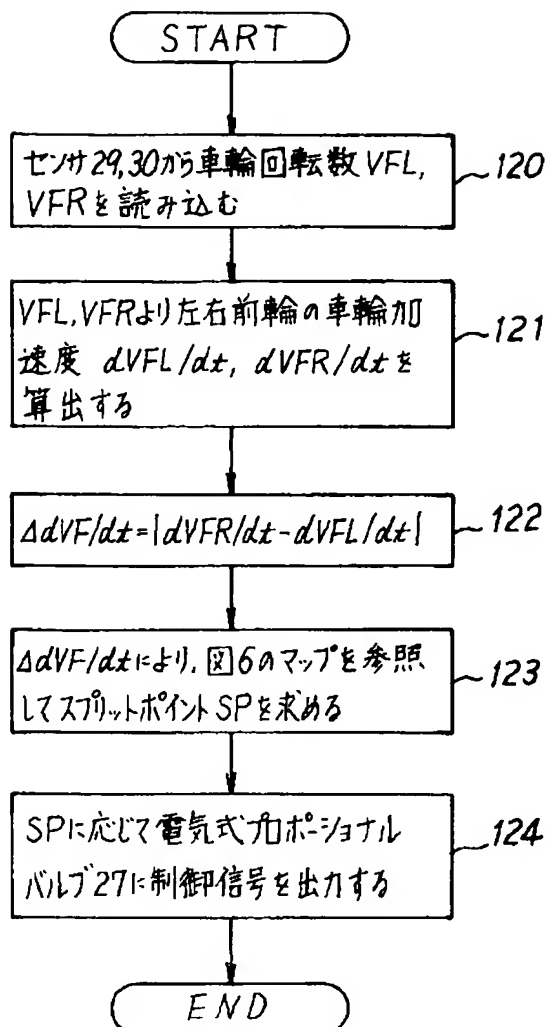 START
センサ29,30から車輪回転数VFL,
VFRを読み込む
120
VFL,VFRより左右前輪の車輪加
速度 dVFL/dt, dVFR/dtを
算出する
121
ΔdVF/dt=|dVFR/dt-dVFL/dt|
122
ΔdVF/dtにより,図6のマップを参照
してスプリットポイントSPを求める
123
SPに応じて電気式プロポーショナル
バルブ27に制御信号を出力する
124
END